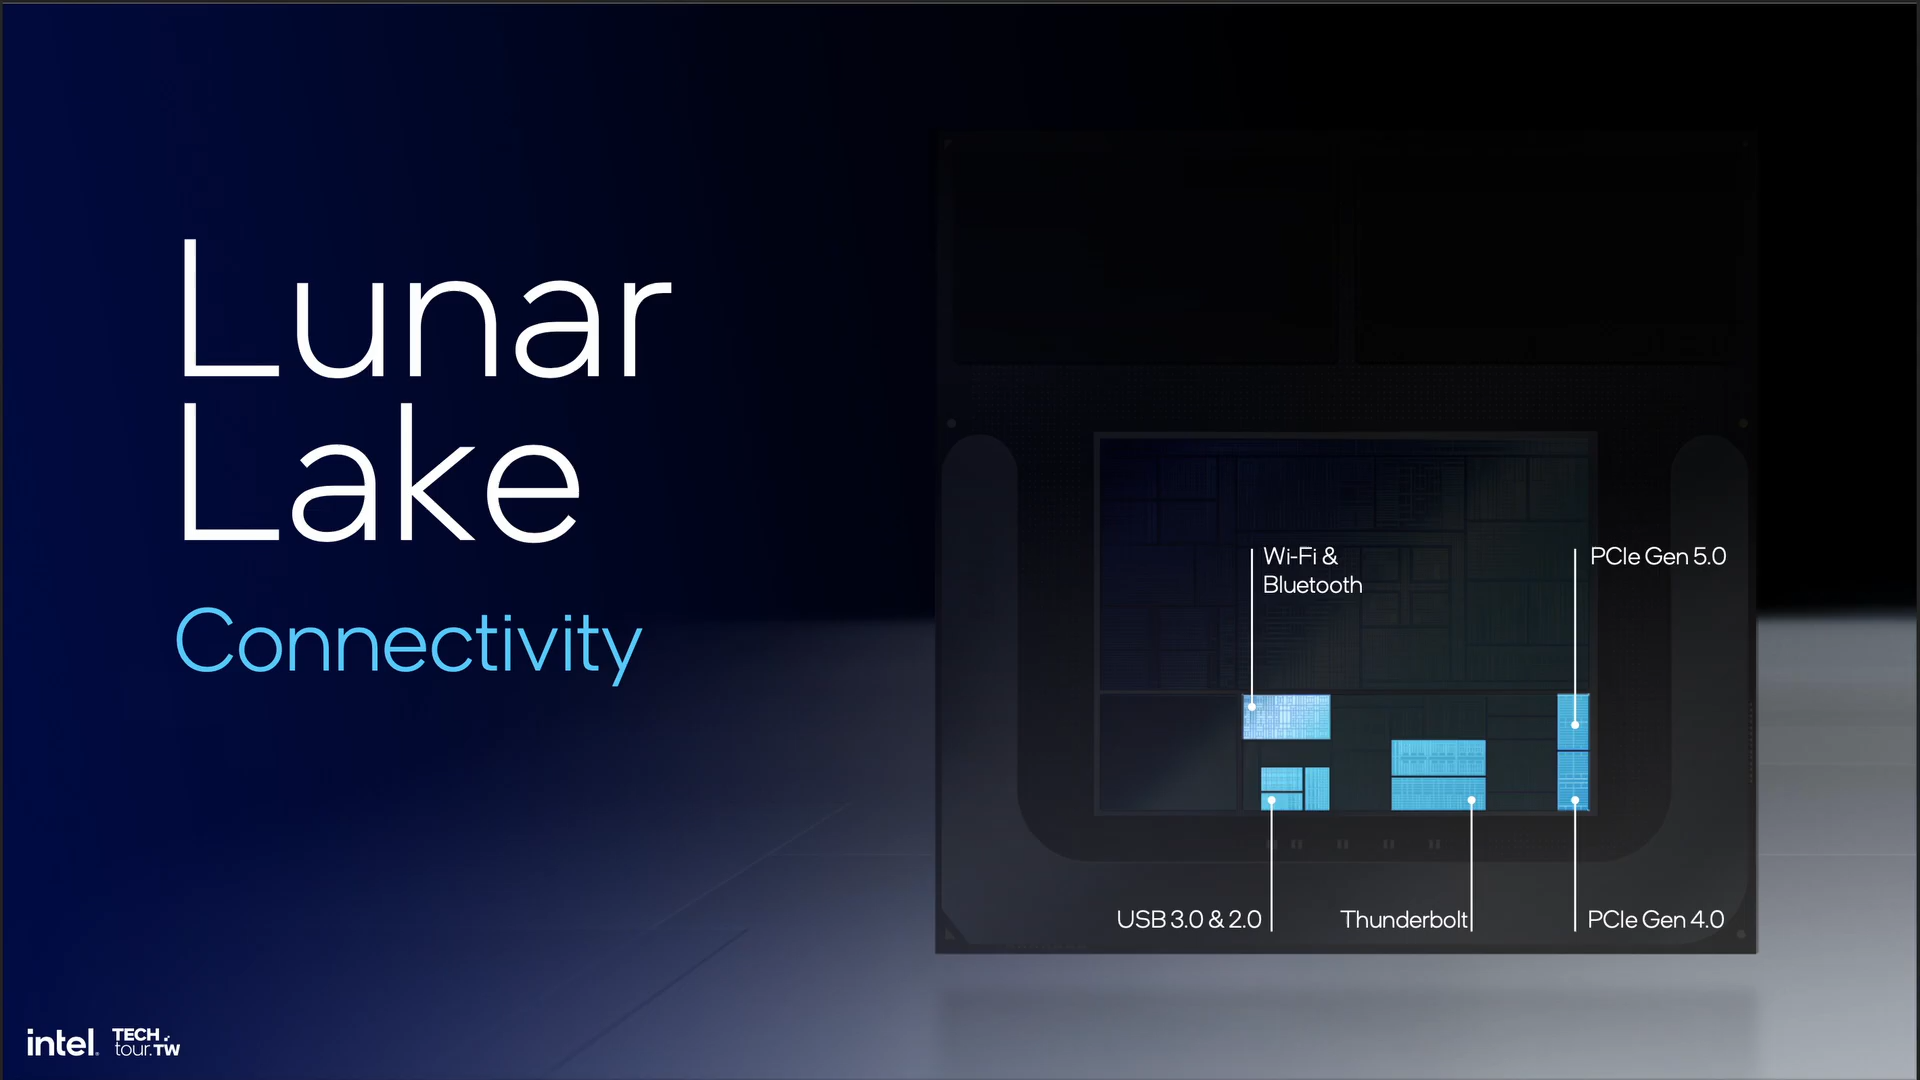 Lunar
Lake
Connectivity
Wi-Fi &
Bluetooth
PCIe Gen 5.0
USB 3.0 & 2.0
Thunderbolt
PCIe Gen 4.0
intel.
TECH
tour.TW